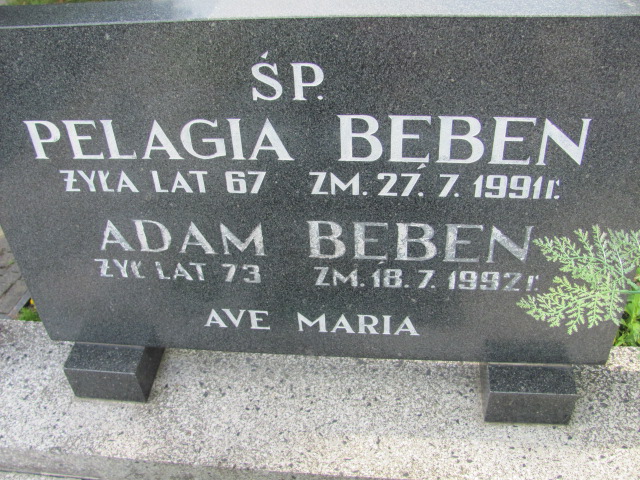 ŚP.
PELAGIA BĘBEN
ŻYŁA LAT 67 ZM. 27. 7. 1991r.
ADAM BĘBEN
ŻYŁ LAT 73 ZM. 18. 7. 1992r.
AVE MARIA